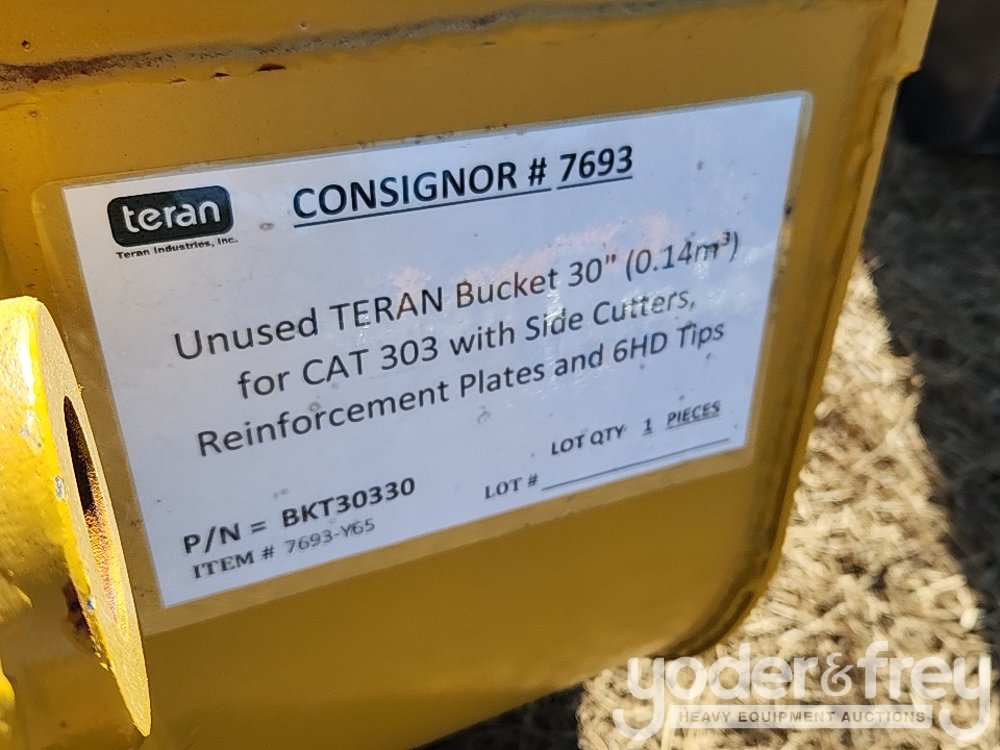 teran
Teran Industries, Inc.
CONSIGNOR # 7693
Unused TERAN Bucket 30" (0.14m³)
for CAT 303 with Side Cutters,
Reinforcement Plates and 6HD Tips
LOT QTY 1 PIECES
LOT #
P/N = BKT30330
ITEM # 7693-Y65
yoder&frey
HEAVY EQUIPMENT AUCTIONS